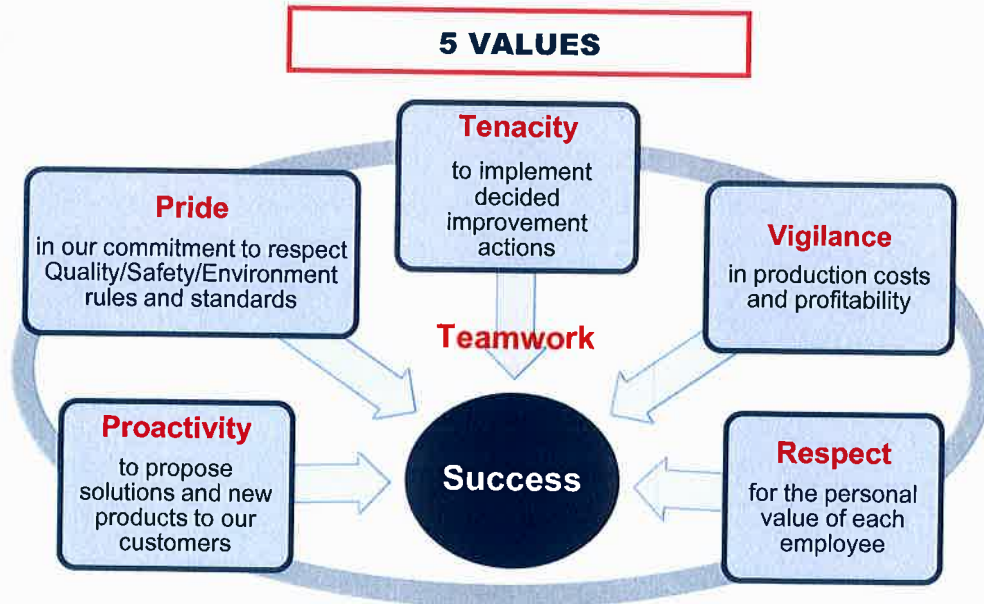 5 VALUES
Tenacity
to implement
decided
improvement
actions
Pride
in our commitment to respect
Quality/Safety/Environment
rules and standards
Vigilance
in production costs
and profitability
Teamwork
Proactivity
to propose
solutions and new
products to our
customers
Success
Respect
for the personal
value of each
employee